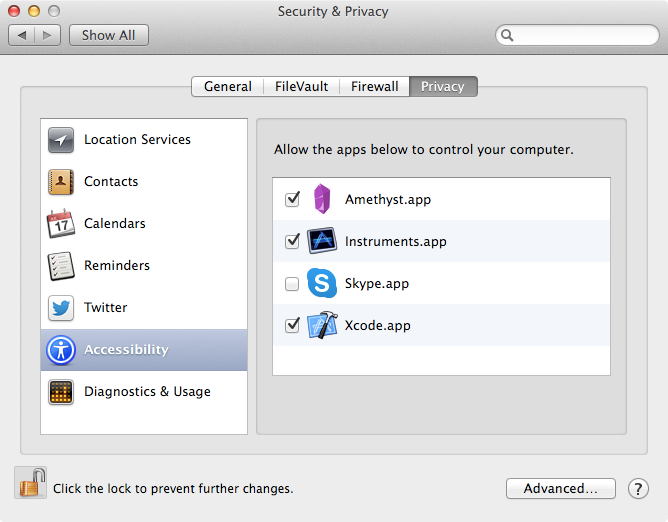 Security & Privacy
Show All
General FileVault Firewall Privacy
Location Services
Contacts
17
Calendars
Reminders
Twitter
Accessibility
Diagnostics & Usage
Allow the apps below to control your computer.
Amethyst.app
Instruments.app
S
Skype.app
Xcode.app
Click the lock to prevent further changes.
Advanced...
?